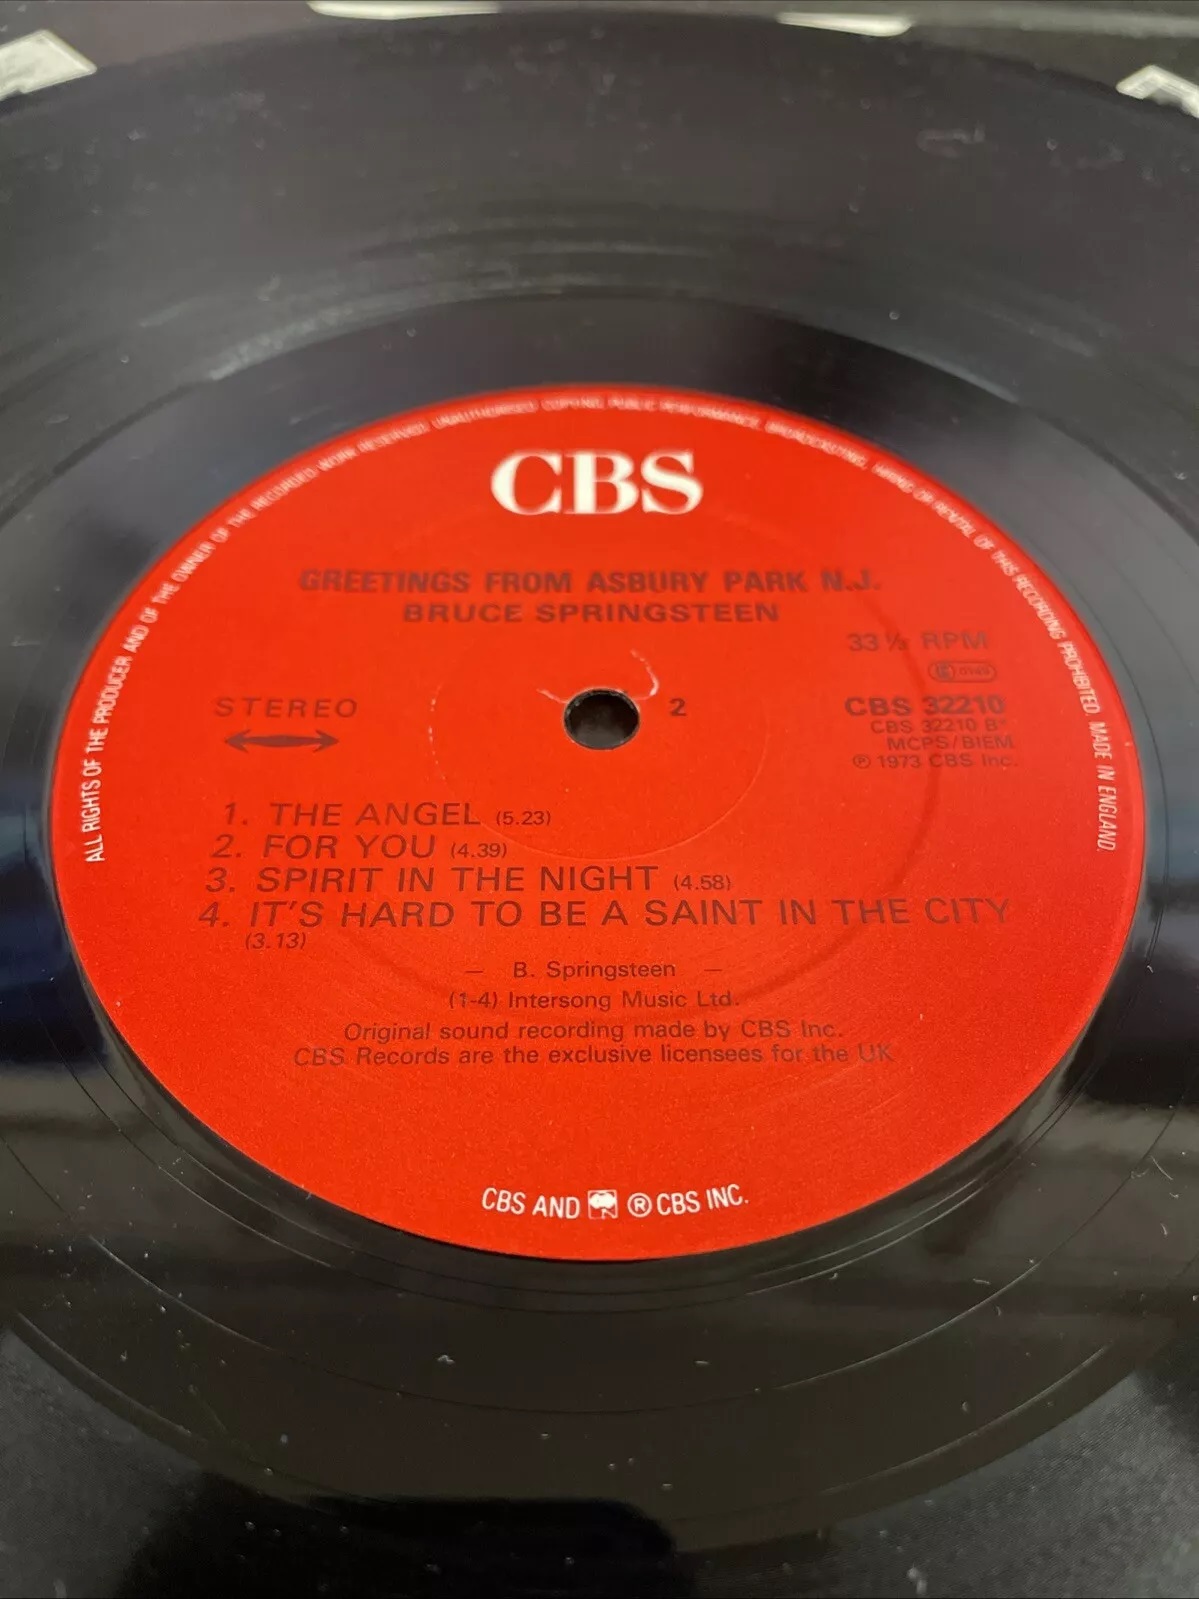 ALL RIGHTS OF THE PRODUCER AND OF THE OWNER OF THE RECORDED WORK RESERVED. UNAUTHORISED COPYING, PUBLIC PERFORMANCE, BROADCASTING, HIRING OR RENTAL OF THIS RECORDING PROHIBITED. MADE IN ENGLAND.
CBS
GREETINGS FROM ASBURY PARK N.J.
BRUCE SPRINGSTEEN
33 1/3 RPM
STEREO
2
CBS 32210
CBS 32210 B*
MCPS/BIEM
℗ 1973 CBS Inc.
1. THE ANGEL (5.23)
2. FOR YOU (4.39)
3. SPIRIT IN THE NIGHT (4.58)
4. IT'S HARD TO BE A SAINT IN THE CITY
(3.13)
— B. Springsteen —
(1-4) Intersong Music Ltd.
Original sound recording made by CBS Inc.
CBS Records are the exclusive licensees for the UK
CBS AND ® CBS INC.